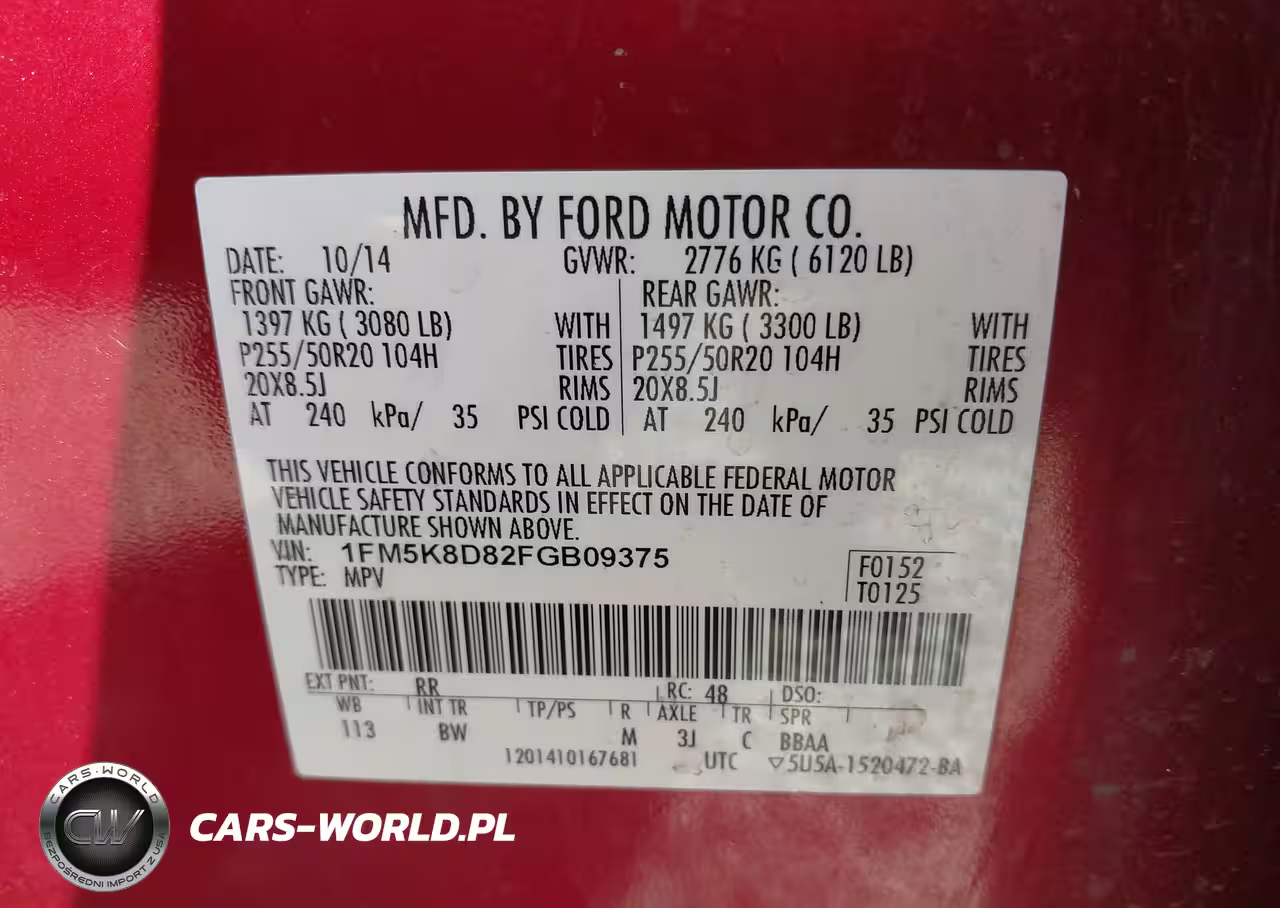 MFD. BY FORD MOTOR CO.
DATE: 10/14 GVWR: 2776 KG ( 6120 LB)
FRONT GAWR: REAR GAWR:
1397 KG ( 3080 LB) WITH 1497 KG ( 3300 LB) WITH
P255/50R20 104H TIRES P255/50R20 104H TIRES
20X8.5J RIMS 20X8.5J RIMS
AT 240 kPa/ 35 PSI COLD AT 240 kPa/ 35 PSI COLD
THIS VEHICLE CONFORMS TO ALL APPLICABLE FEDERAL MOTOR
VEHICLE SAFETY STANDARDS IN EFFECT ON THE DATE OF
MANUFACTURE SHOWN ABOVE.
VIN: 1FM5K8D82FGB09375
TYPE: MPV
F0152
T0125
EXT PNT: RR RC: 48 DSO:
WB INT TR TP/PS R AXLE TR SPR
113 BW M 3J C BBAA
1201410167681 UTC ▽5U5A-1520472-BA
CARS-WORLD
CW
BEZPOŚREDNI IMPORT Z USA
CARS-WORLD.PL